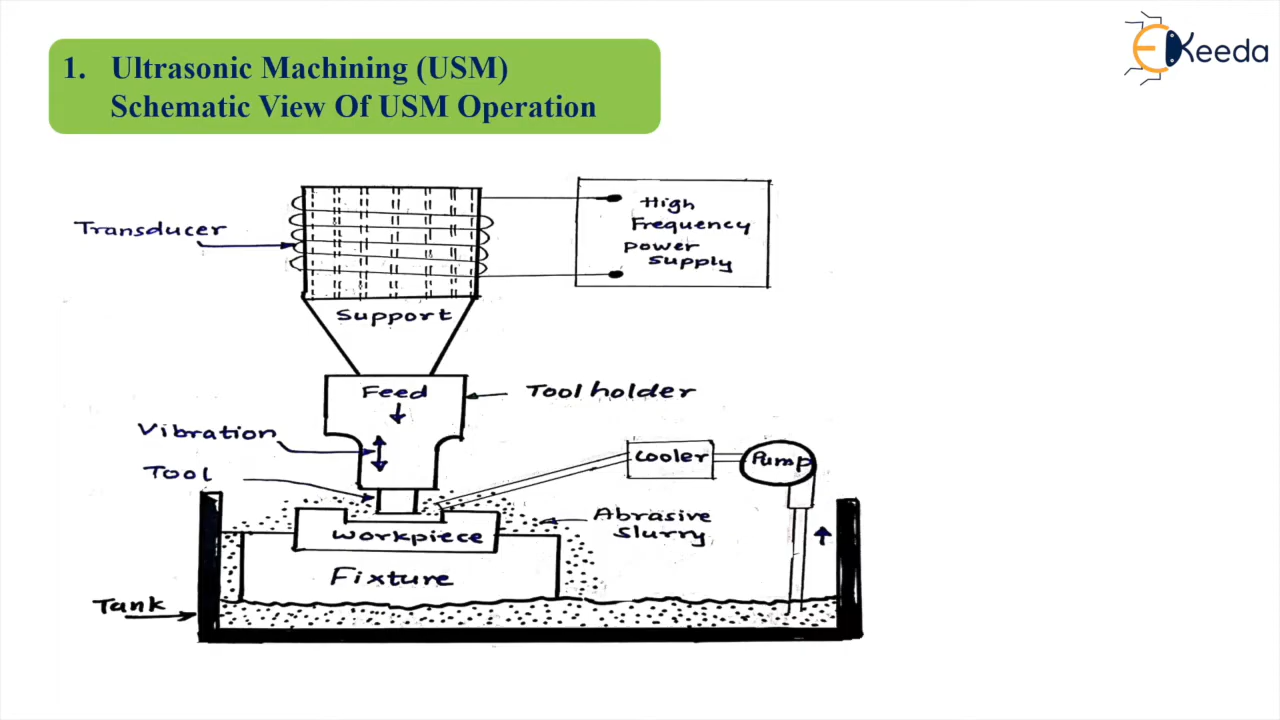 1. Ultrasonic Machining (USM)
Schematic View Of USM Operation
EKeeda
Transducer
High
Frequency
power
supply
Support
Feed
Tool holder
Vibration
Tool
Cooler
Pump
Abrasive
slurry
Workpiece
Fixture
Tank